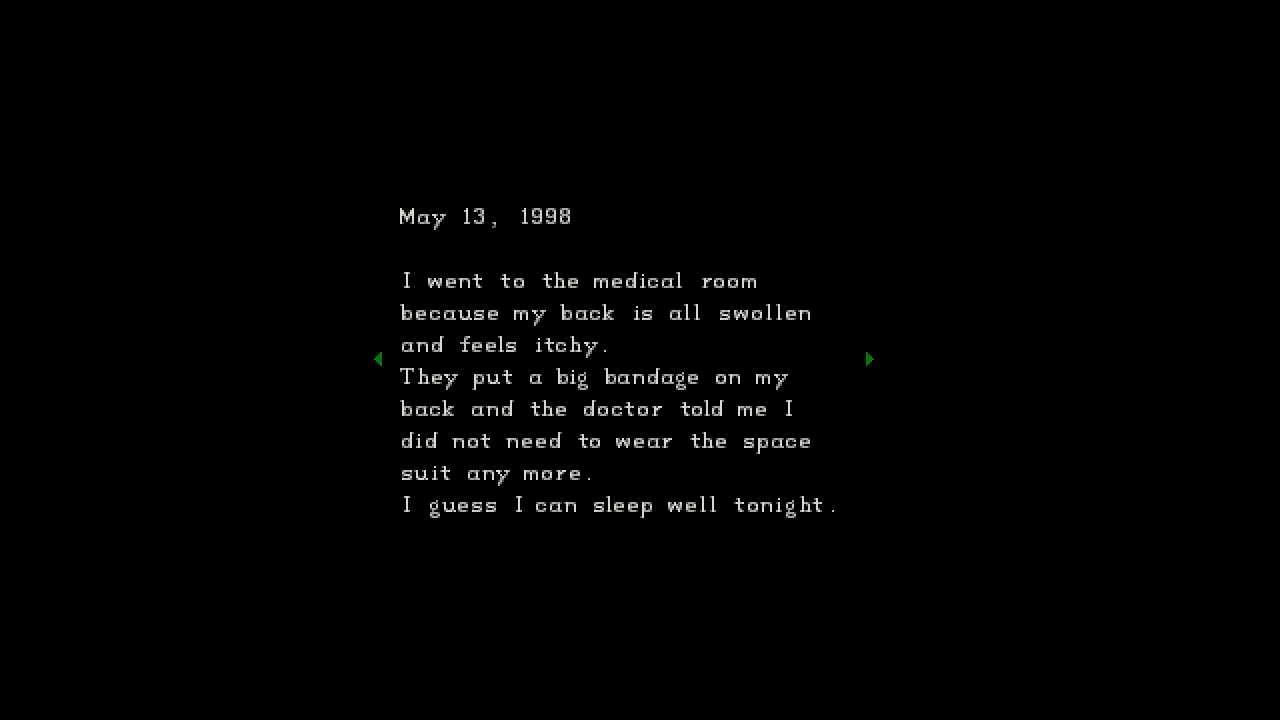 May 13, 1998
I went to the medical room
because my back is all swollen
and feels itchy.
They put a big bandage on my
back and the doctor told me I
did not need to wear the space
suit any more.
I guess I can sleep well tonight.